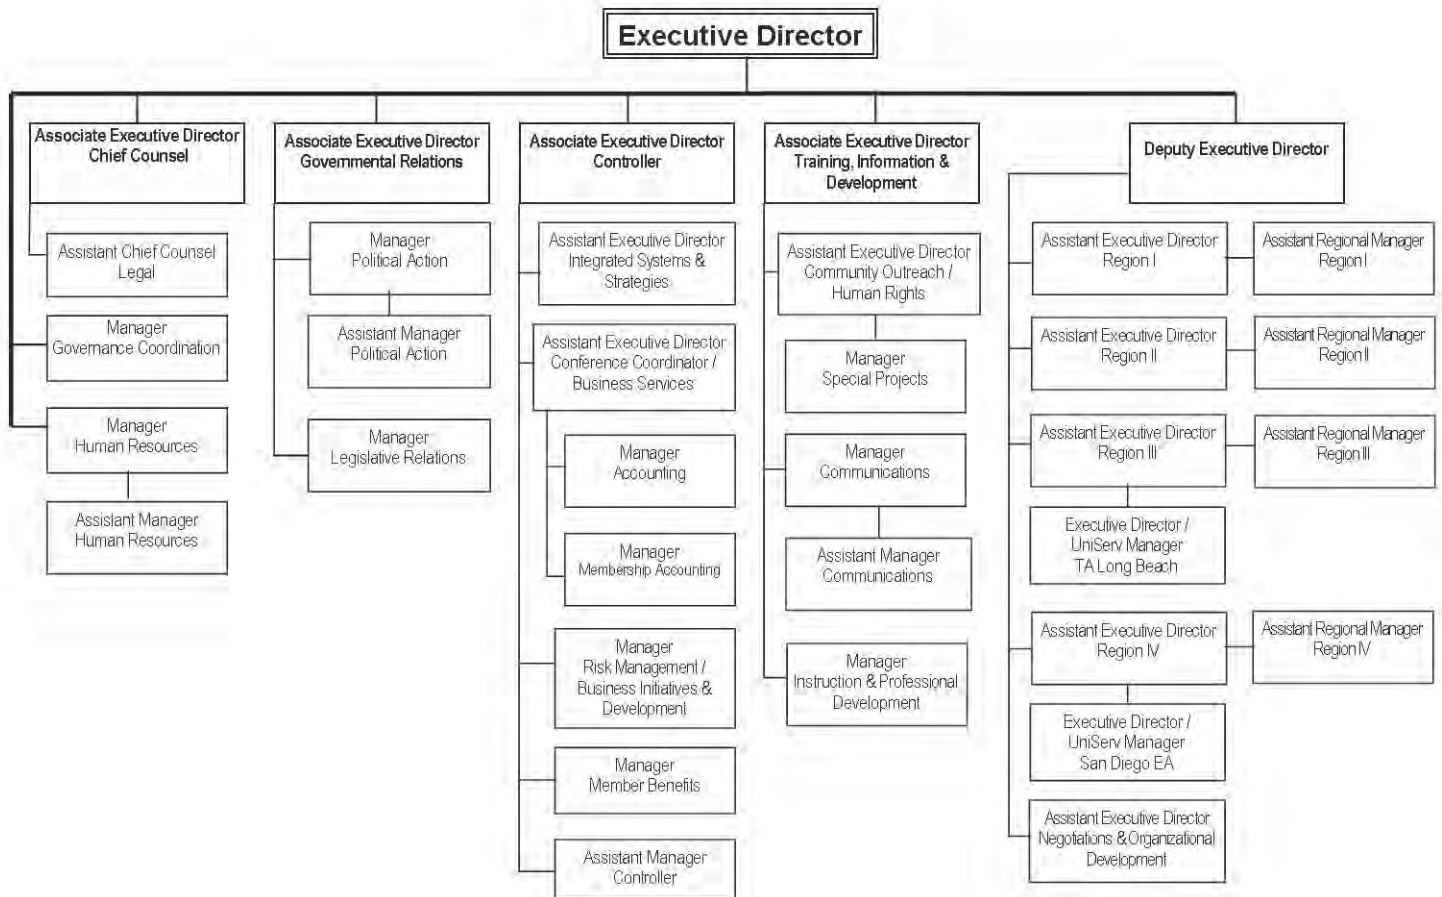 Executive Director
Associate Executive Director
Chief Counsel
Assistant Chief Counsel
Legal
Manager
Governance Coordination
Manager
Human Resources
Assistant Manager
Human Resources
Associate Executive Director
Governmental Relations
Manager
Political Action
Assistant Manager
Political Action
Manager
Legislative Relations
Associate Executive Director
Controller
Assistant Executive Director
Integrated Systems &
Strategies
Assistant Executive Director
Conference Coordinator /
Business Services
Manager
Accounting
Manager
Membership Accounting
Manager
Risk Management /
Business Initiatives &
Development
Manager
Member Benefits
Assistant Manager
Controller
Associate Executive Director
Training, Information &
Development
Assistant Executive Director
Community Outreach /
Human Rights
Manager
Special Projects
Manager
Communications
Assistant Manager
Communications
Manager
Instruction & Professional
Development
Deputy Executive Director
Assistant Executive Director
Region I
Assistant Regional Manager
Region I
Assistant Executive Director
Region II
Assistant Regional Manager
Region II
Assistant Executive Director
Region III
Assistant Regional Manager
Region III
Executive Director /
UniServ Manager
TA Long Beach
Assistant Executive Director
Region IV
Assistant Regional Manager
Region IV
Executive Director /
UniServ Manager
San Diego EA
Assistant Executive Director
Negotiations & Organizational
Development